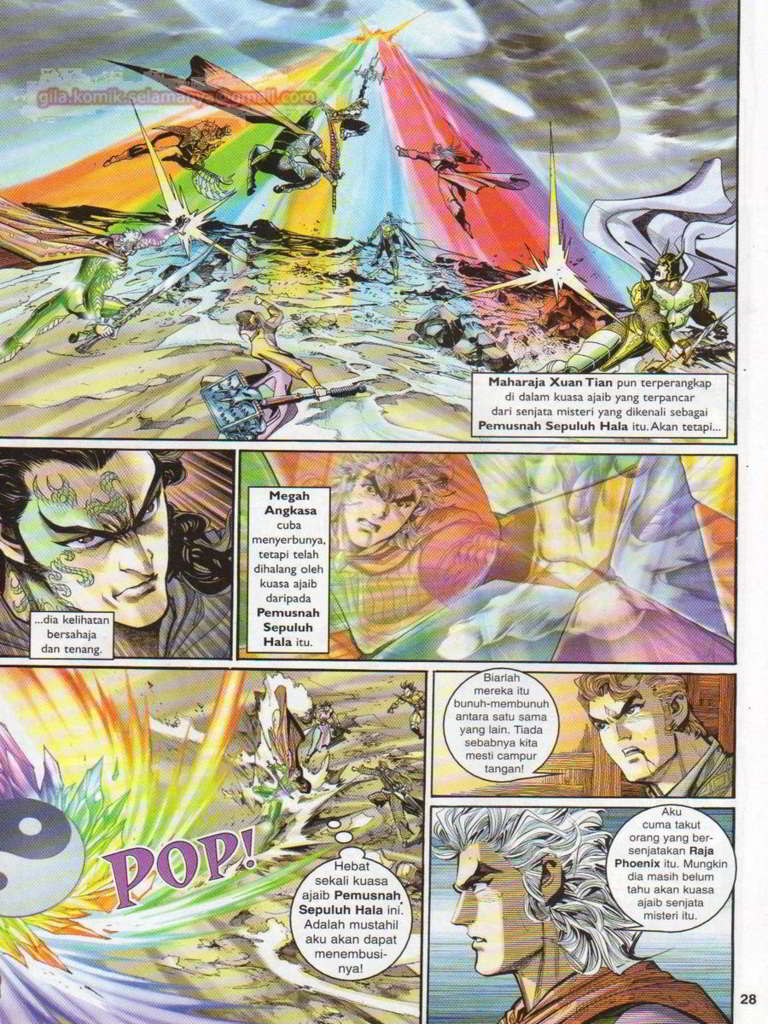 gila.komik.selamanya@gmail.com
Maharaja Xuan Tian pun terperangkap
di dalam kuasa ajaib yang terpancar
dari senjata misteri yang dikenali sebagai
Pemusnah Sepuluh Hala itu. Akan tetapi...
...dia kelihatan
bersahaja
dan tenang.
Megah
Angkasa
cuba
menyerbunya,
tetapi telah
dihalang oleh
kuasa ajaib
daripada
Pemusnah
Sepuluh
Hala itu.
POP!
Hebat
sekali kuasa
ajaib Pemusnah
Sepuluh Hala ini.
Adalah mustahil
aku akan dapat
menembusi-
nya!
Biarlah
mereka itu
bunuh-membunuh
antara satu sama
yang lain. Tiada
sebabnya kita
mesti campur
tangan!
Aku
cuma takut
orang yang ber-
senjatakan Raja
Phoenix itu. Mungkin
dia masih belum
tahu akan kuasa
ajaib senjata
misteri itu.
28